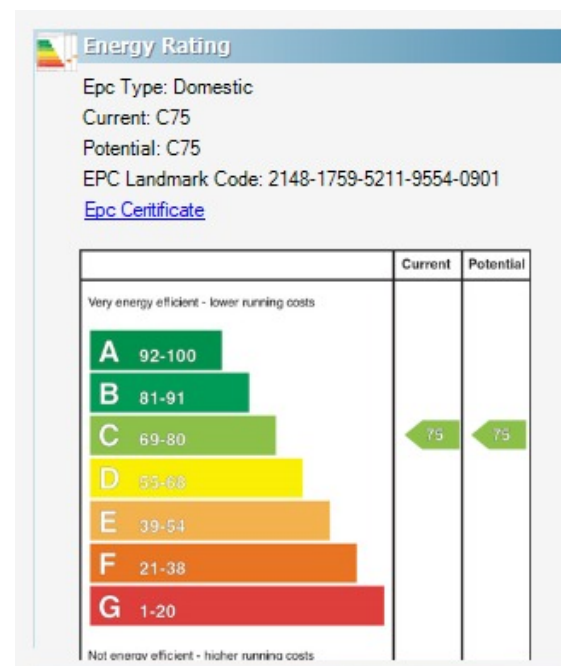 Energy Rating
Epc Type: Domestic
Current: C75
Potential: C75
EPC Landmark Code: 2148-1759-5211-9554-0901
Epc Ceritificate
Current Potential
Very energy efficient - lower running costs
A 92-100
B 81-91
C 69-80 75 75
D 55-68
E 39-54
F 21-38
G 1-20
Not energy efficient - higher running costs